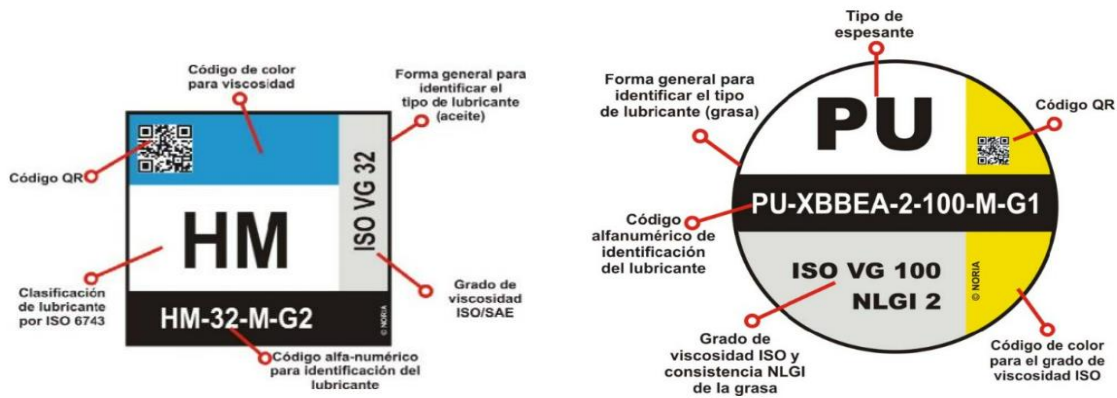 Código de color
para viscosidad
Forma general para
identificar el
tipo de lubricante
(aceite)
Código QR
ISO VG 32
HM
Clasificación
de lubricante
por ISO 6743
Grado de
viscosidad
ISO/SAE
HM-32-M-G2
© NORIA
Código alfa-numérico
para identificación del
lubricante
Tipo de
espesante
Forma general para
identificar el tipo
de lubricante (grasa)
PU
Código QR
PU-XBBEA-2-100-M-G1
Código
alfanumérico de
identificación
del lubricante
ISO VG 100
NLGI 2
© NORIA
Grado de
viscosidad ISO y
consistencia NLGI
de la grasa
Código de color
para el grado de
viscosidad ISO